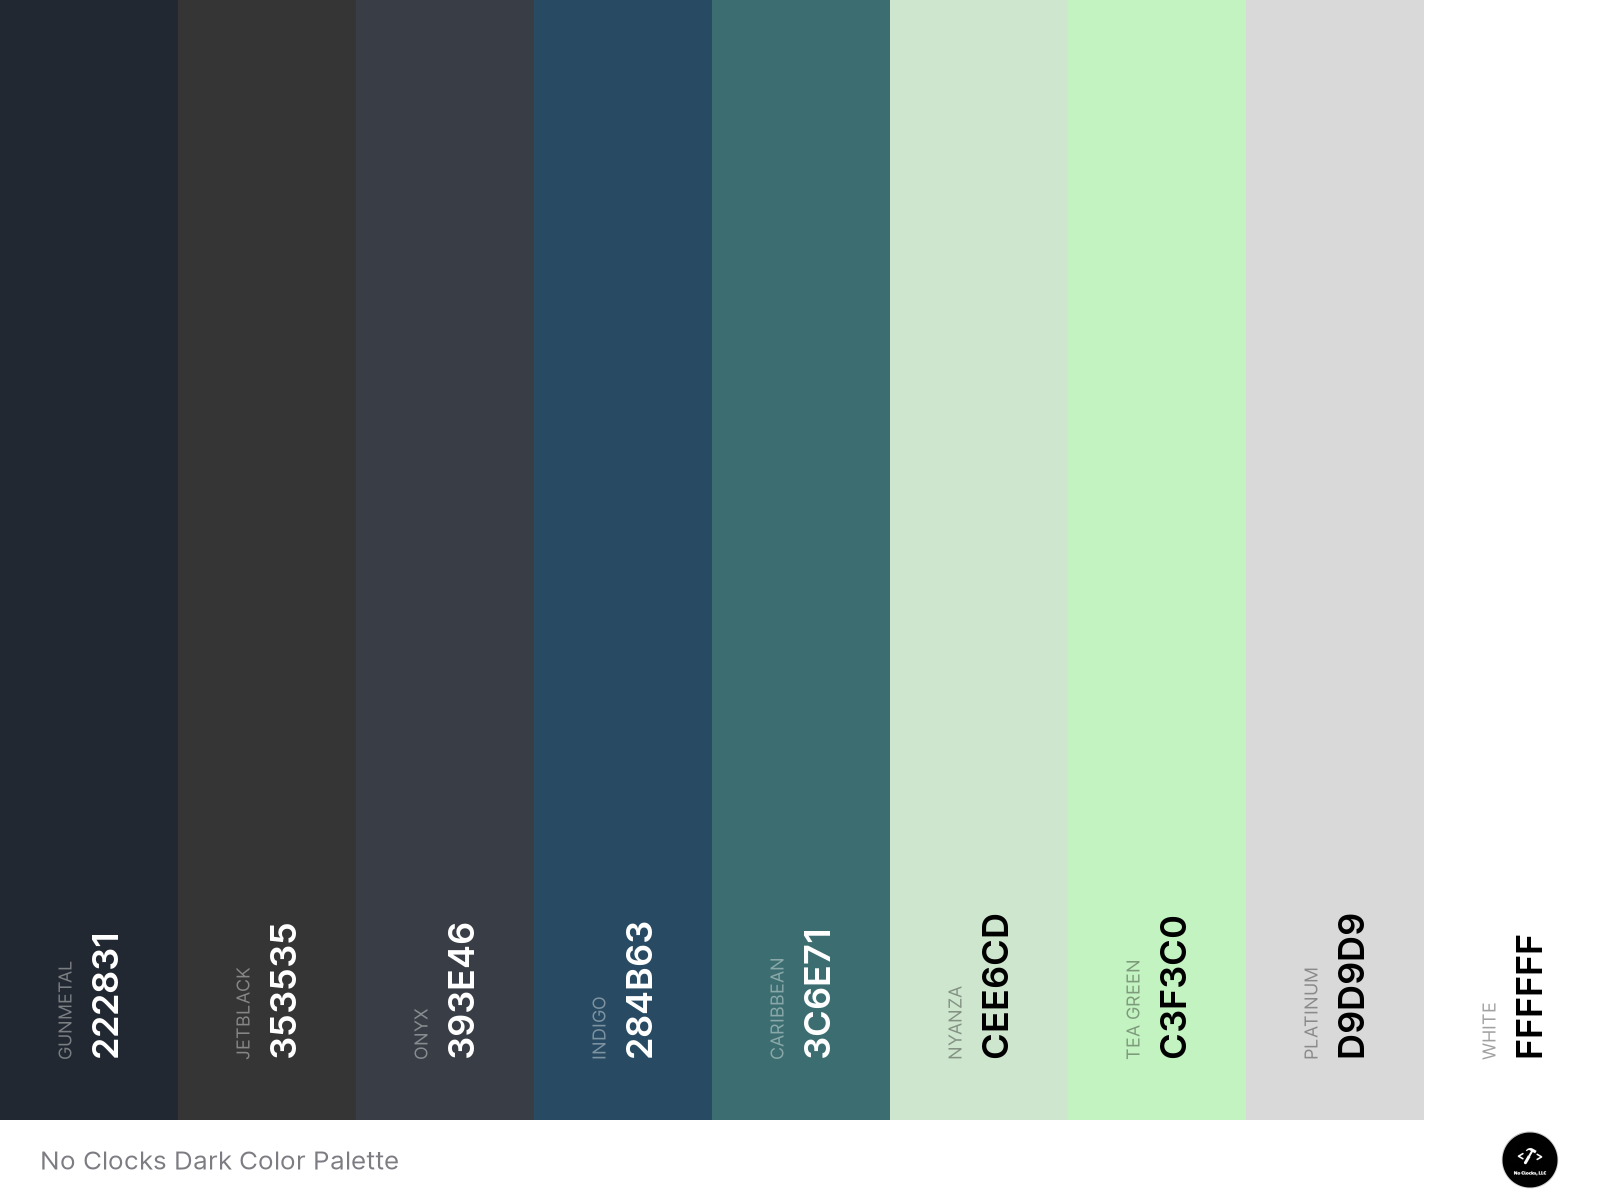 GUNMETAL
222831
JETBLACK
353535
ONYX
393E46
INDIGO
284B63
CARIBBEAN
3C6E71
NYANZA
CEE6CD
TEA GREEN
C3F3C0
PLATINUM
D9D9D9
WHITE
FFFFFF
No Clocks Dark Color Palette
No Clocks, LLC